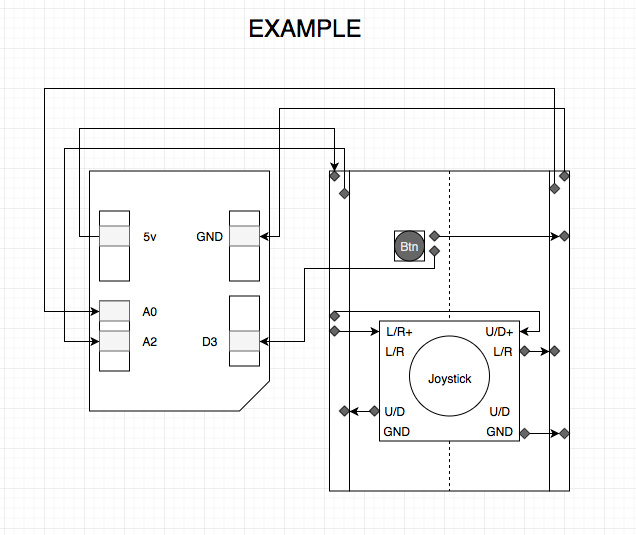 EXAMPLE
5v
GND
A0
A2
D3
Btn
L/R+
U/D+
L/R
L/R
Joystick
U/D
U/D
GND
GND